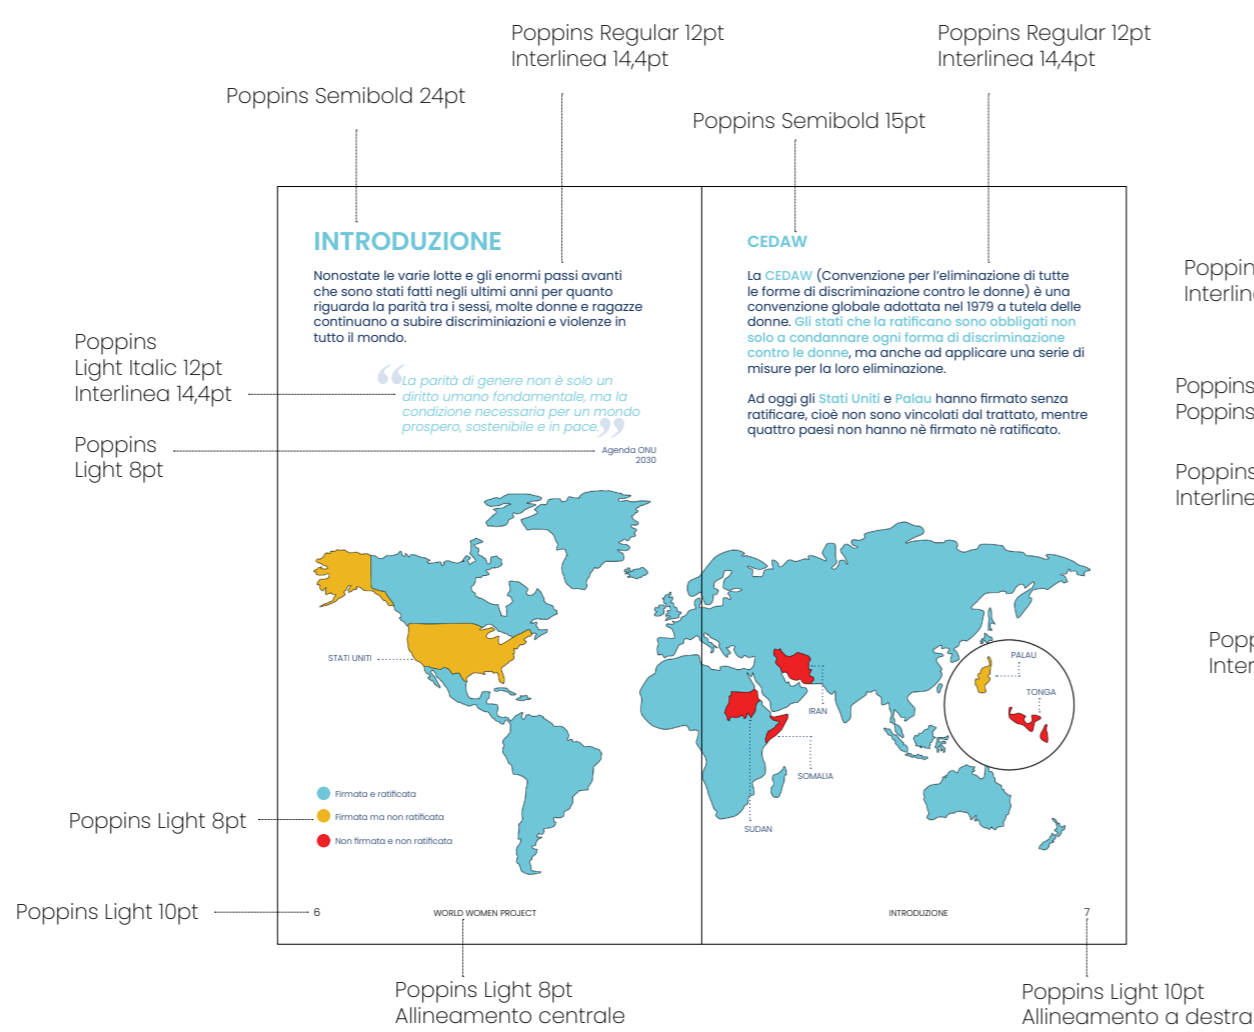 Poppins Regular 12pt
Interlinea 14,4pt
Poppins Regular 12pt
Interlinea 14,4pt
Poppins Semibold 24pt
Poppins Semibold 15pt
INTRODUZIONE
Nonostate le varie lotte e gli enormi passi avanti
che sono stati fatti negli ultimi anni per quanto
riguarda la parità tra i sessi, molte donne e ragazze
continuano a subire discriminiazioni e violenze in
tutto il mondo.
Poppins
Light Italic 12pt
Interlinea 14,4pt
“La parità di genere non è solo un
diritto umano fondamentale, ma la
condizione necessaria per un mondo
prospero, sostenibile e in pace.”
Poppins
Light 8pt
Agenda ONU
2030
CEDAW
La CEDAW (Convenzione per l’eliminazione di tutte
le forme di discriminazione contro le donne) è una
convenzione globale adottata nel 1979 a tutela delle
donne. Gli stati che la ratificano sono obbligati non
solo a condannare ogni forma di discriminazione
contro le donne, ma anche ad applicare una serie di
misure per la loro eliminazione.
Ad oggi gli Stati Uniti e Palau hanno firmato senza
ratificare, cioè non sono vincolati dal trattato, mentre
quattro paesi non hanno nè firmato nè ratificato.
STATI UNITI
PALAU
TONGA
IRAN
SOMALIA
SUDAN
Firmata e ratificata
Firmata ma non ratificata
Non firmata e non ratificata
Poppins Light 8pt
Poppins Light 10pt
6
WORLD WOMEN PROJECT
INTRODUZIONE
7
Poppins Light 8pt
Allineamento centrale
Poppins Light 10pt
Allineamento a destra
Poppins
Poppins
Poppins